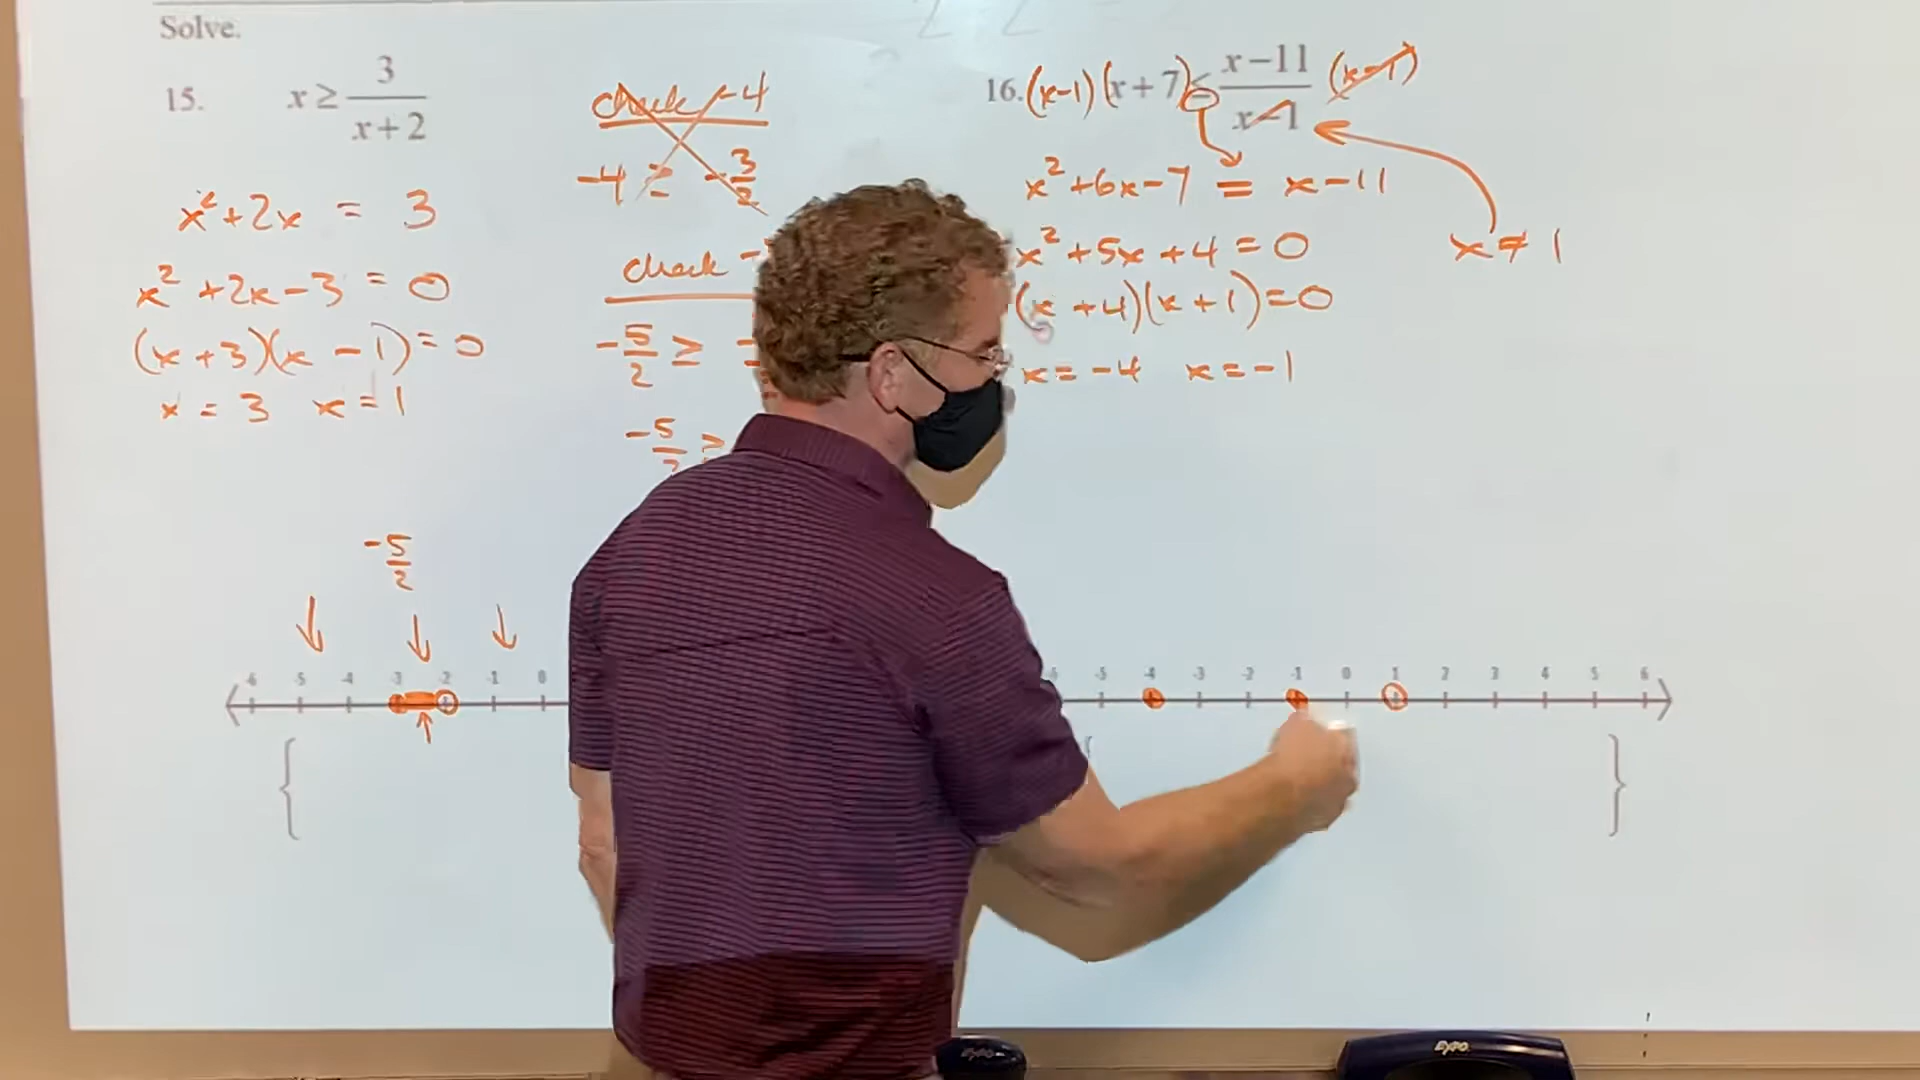 Solve.
15. x ≥ 3/(x+2)
x² + 2x = 3
x² + 2x - 3 = 0
(x + 3)(x - 1) = 0
x = 3 x = 1
check -4
-4 ≥ -3/2
check -
-5/2 ≥
-5/2 ≥
-5/2
-6 -5 -4 -3 -2 -1 0
{
16. (x-1)(x+7) ≤ (x-11)/(x-1) (x-1)
x² + 6x - 7 = x - 11
x² + 5x + 4 = 0
x ≠ 1
(x + 4)(x + 1) = 0
x = -4 x = -1
-5 -4 -3 -2 -1 0 1 2 3 4 5 6
}
EXPO
EXPO